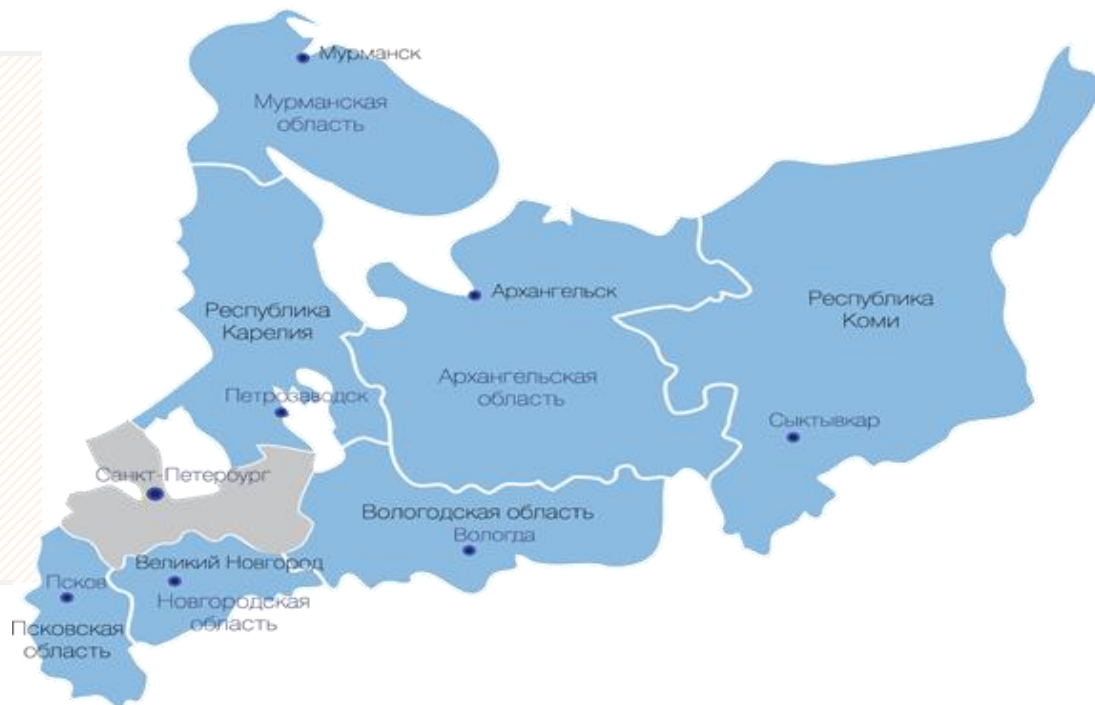 Мурманск
Мурманская
область
Архангельск
Республика
Карелия
Республика
Коми
Архангельская
область
Петрозаводск
Сыктывкар
Санкт-Петероург
Вологодская область
Вологда
Великий Новгород
Псков
Новгородская
область
Псковская
область